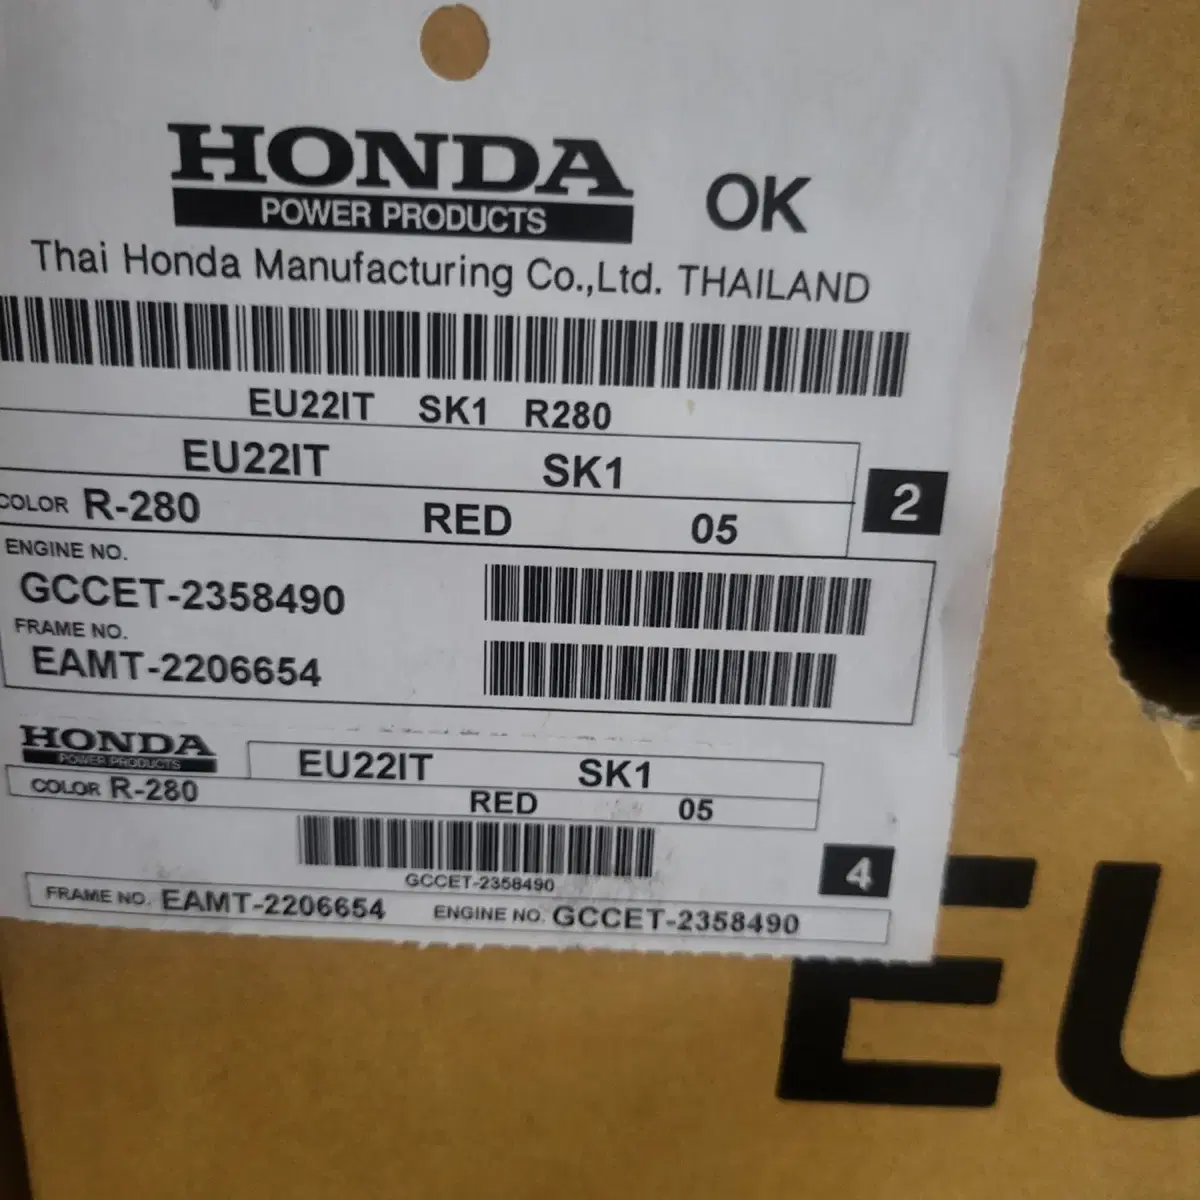 HONDA
POWER PRODUCTS
OK
Thai Honda Manufacturing Co.,Ltd. THAILAND
EU22IT SK1 R280
EU22IT SK1
2
COLOR R-280 RED 05
ENGINE NO.
GCCET-2358490
FRAME NO.
EAMT-2206654
HONDA
POWER PRODUCTS
EU22IT SK1
COLOR R-280 RED 05
GCCET-2358490
4
FRAME NO. EAMT-2206654 ENGINE NO. GCCET-2358490
EU